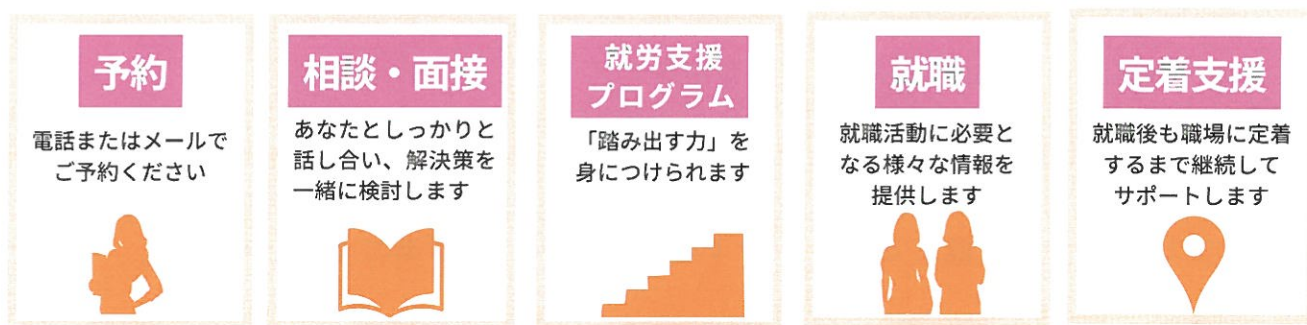 予約
電話またはメールで
ご予約ください
相談・面接
あなたとしっかりと
話し合い、解決策を
一緒に検討します
就労支援
プログラム
「踏み出す力」を
身につけられます
就職
就職活動に必要と
なる様々な情報を
提供します
定着支援
就職後も職場に定着
するまで継続して
サポートします